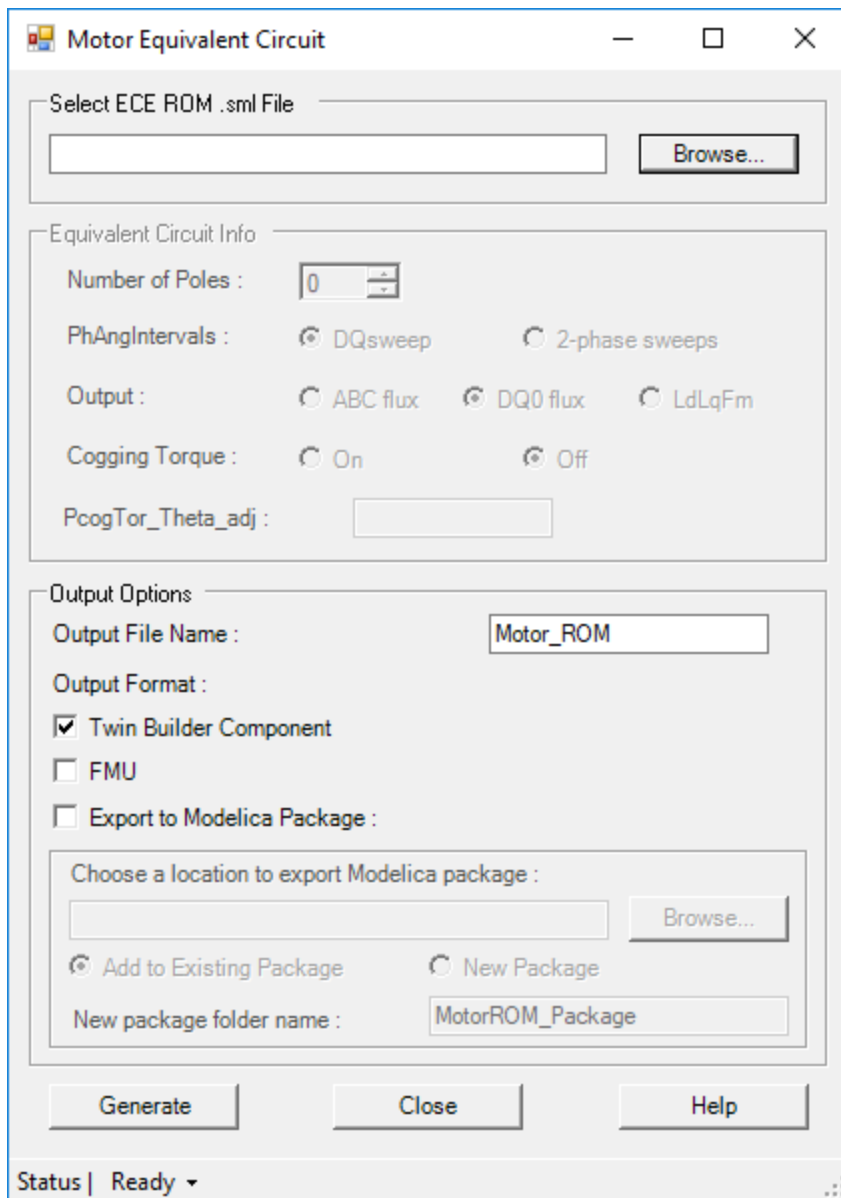 Motor Equivalent Circuit
Select ECE ROM .sml File
Browse...
Equivalent Circuit Info
Number of Poles : 0
PhAngIntervals : DQsweep 2-phase sweeps
Output : ABC flux DQ0 flux LdLqFm
Cogging Torque : On Off
PcogTor_Theta_adj :
Output Options
Output File Name : Motor_ROM
Output Format :
Twin Builder Component
FMU
Export to Modelica Package :
Choose a location to export Modelica package :
Browse...
Add to Existing Package New Package
New package folder name : MotorROM_Package
Generate Close Help
Status | Ready